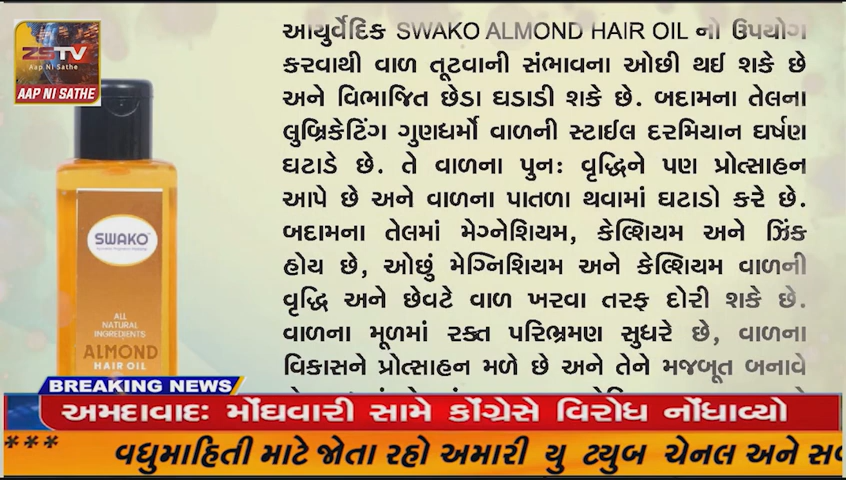 ZSTV
Aap Ni Sathe
AAP NI SATHE
આયુર્વેદિક SWAKO ALMOND HAIR OIL નો ઉપયોગ
કરવાથી વાળ તૂટવાની સંભાવના ઓછી થઈ શકે છે
અને વિભાજિત છેડા ઘડાડી શકે છે. બદામના તેલના
લુબ્રિકેટિંગ ગુણધર્મો વાળની સ્ટાઈલ દરમિયાન ઘર્ષણ
ઘટાડે છે. તે વાળના પુનઃ વૃદ્ધિને પણ પ્રોત્સાહન
આપે છે અને વાળના પાતળા થવામાં ઘટાડો કરે છે.
બદામના તેલમાં મેગ્નેશિયમ, કેલ્શિયમ અને ઝિંક
હોય છે, ઓછું મેગ્નિશિયમ અને કેલ્શિયમ વાળની
વૃદ્ધિ અને છેવટે વાળ ખરવા તરફ દોરી શકે છે.
વાળના મૂળમાં રક્ત પરિભ્રમણ સુધરે છે, વાળના
વિકાસને પ્રોત્સાહન મળે છે અને તેને મજબૂત બનાવે
SWAKO
ALL
NATURAL
INGREDIENTS
ALMOND
HAIR OIL
BREAKING NEWS
અમદાવાદઃ મોંઘવારી સામે કોંગ્રેસે વિરોધ નોંધાવ્યો
*** વધુમાહિતી માટે જોતા રહો અમારી યુ ટ્યુબ ચેનલ અને